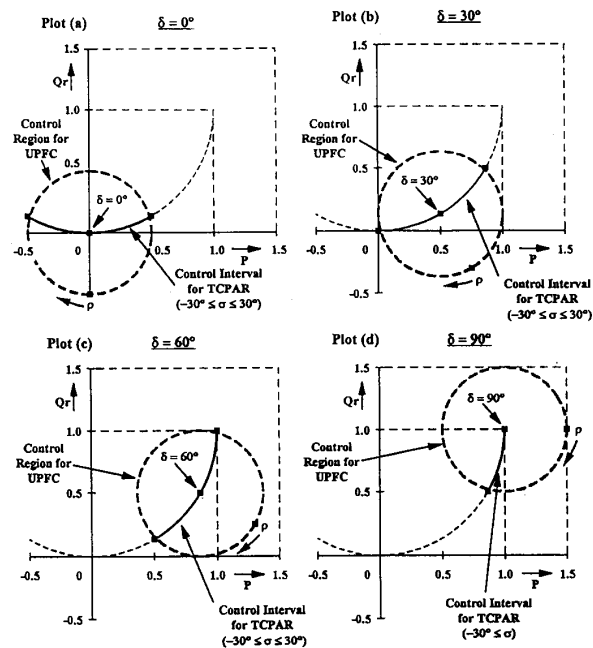 Plot (a)
δ = 0°
1.5
Qr
1.0
Control
Region for
UPFC
0.5
δ = 0°
-0.5
0
0.5
P
1.5
Control Interval
for TCPAR
(−30° ≤ σ ≤ 30°)
ρ
-0.5
Plot (b)
δ = 30°
1.5
Qr
1.0
Control
Region for
UPFC
0.5
δ = 30°
-0.5
0
0.5
1.0
P
1.5
Control Interval
for TCPAR
(−30° ≤ σ ≤ 30°)
ρ
-0.5
Plot (c)
δ = 60°
1.5
Qr
1.0
Control
Region for
UPFC
δ = 60°
0.5
ρ
-0.5
0
0.5
1.0
P
1.5
-0.5
Control Interval
for TCPAR
(−30° ≤ σ ≤ 30°)
Plot (d)
δ = 90°
1.5
Qr
δ = 90°
1.0
ρ
Control
Region for
UPFC
0.5
-0.5
0
0.5
1.0
P
1.5
-0.5
Control Interval
for TCPAR
(−30° ≤ σ)